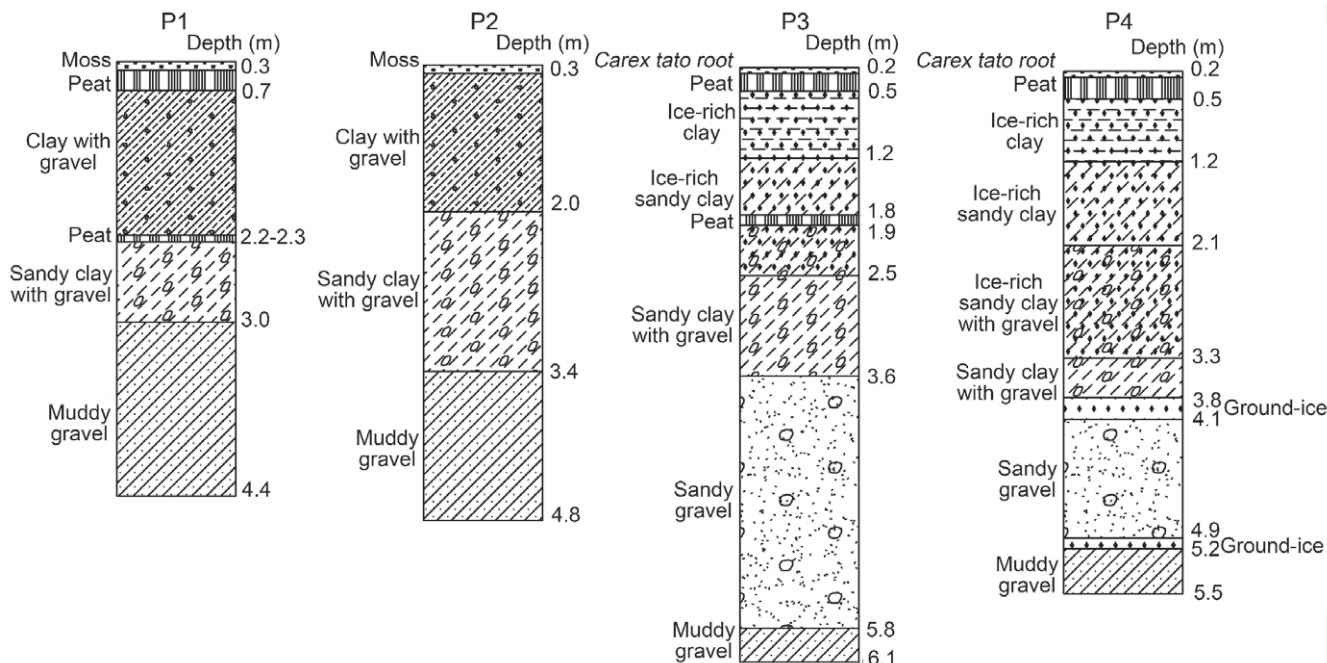 P1
Depth (m)
Moss
0.3
Peat
0.7
Clay with
gravel
Peat
2.2-2.3
Sandy clay
with gravel
3.0
Muddy
gravel
4.4
P2
Depth (m)
Moss
0.3
Clay with
gravel
2.0
Sandy clay
with gravel
3.4
Muddy
gravel
4.8
P3
Depth (m)
Carex tato root
0.2
Peat
0.5
Ice-rich
clay
1.2
Ice-rich
sandy clay
1.8
Peat
1.9
2.5
Sandy clay
with gravel
3.6
Sandy
gravel
5.8
Muddy
gravel
6.1
P4
Depth (m)
Carex tato root
0.2
Peat
0.5
Ice-rich
clay
1.2
Ice-rich
sandy clay
2.1
Ice-rich
sandy clay
with gravel
3.3
Sandy clay
with gravel
3.8
Ground-ice
4.1
Sandy
gravel
4.9
Ground-ice
5.2
Muddy
gravel
5.5